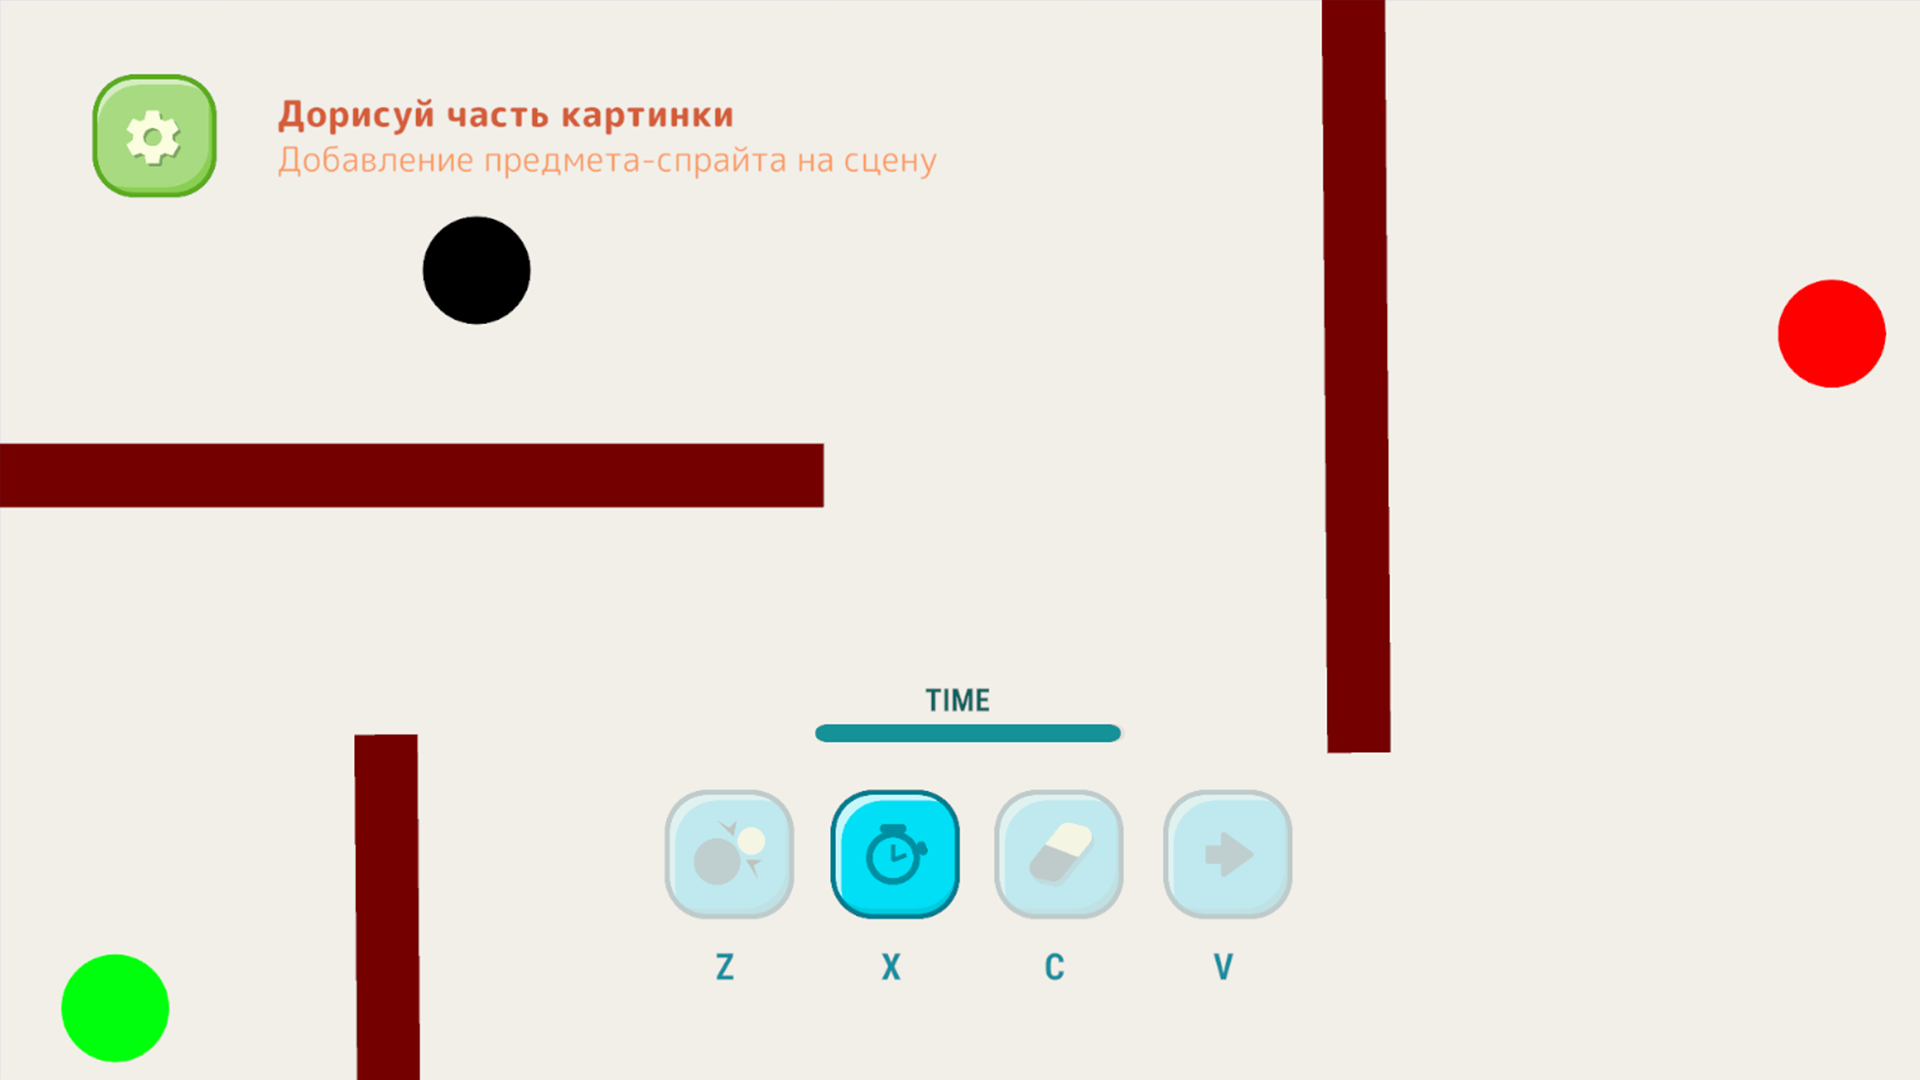 Дорисуй часть картинки
Добавление предмета-спрайта на сцену
TIME
Z X C V